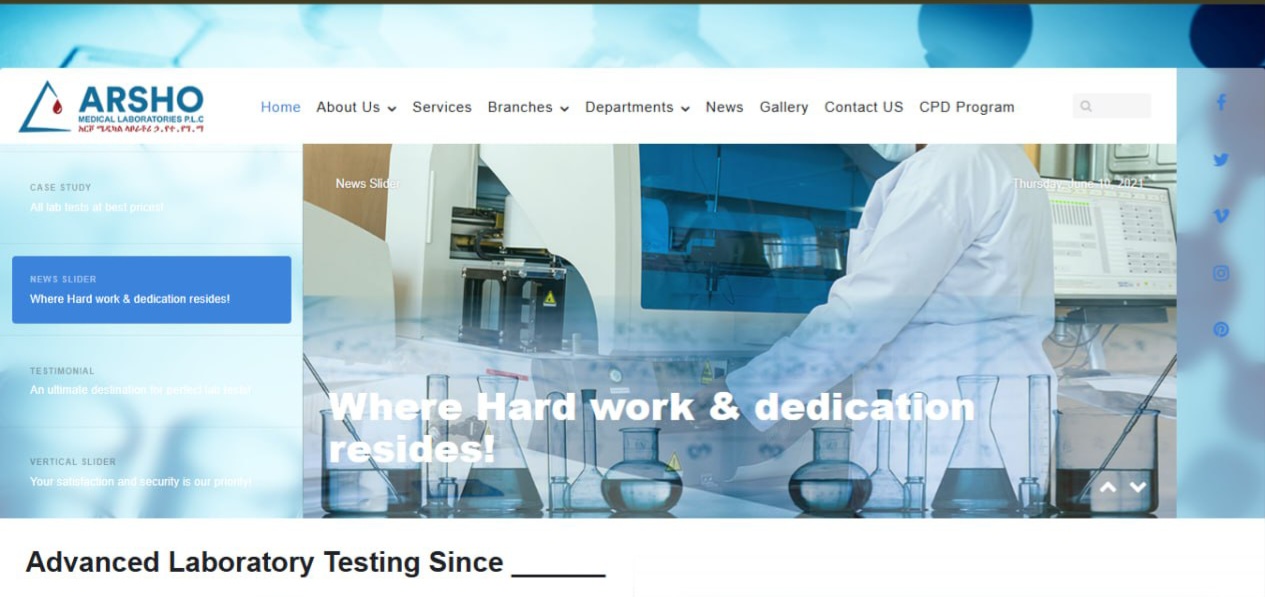 ARSHO
MEDICAL LABORATORIES P.L.C
Home About Us Services Branches Departments News Gallery Contact US CPD Program
CASE STUDY
All lab tests at best prices!
NEWS SLIDER
Where Hard work & dedication resides!
TESTIMONIAL
An ultimate destination for perfect lab tests!
VERTICAL SLIDER
Your satisfaction and security is our priority!
News Slider
Thursday, June 10, 2021
Where Hard work & dedication
resides!
Advanced Laboratory Testing Since ______